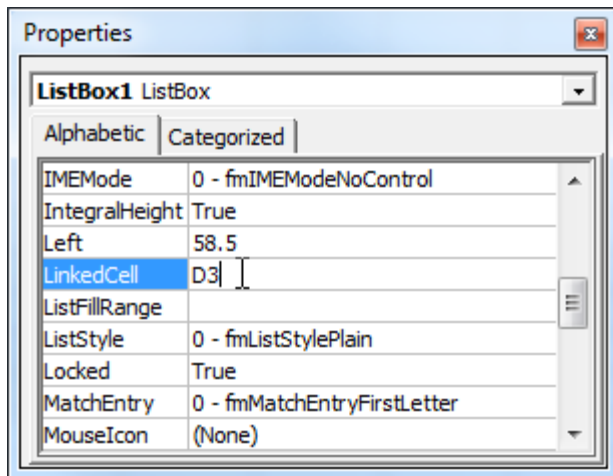 Properties
ListBox1 ListBox
Alphabetic Categorized
IMEMode 0 - fmIMEModeNoControl
IntegralHeight True
Left 58.5
LinkedCell D3
ListFillRange
ListStyle 0 - fmListStylePlain
Locked True
MatchEntry 0 - fmMatchEntryFirstLetter
MouseIcon (None)